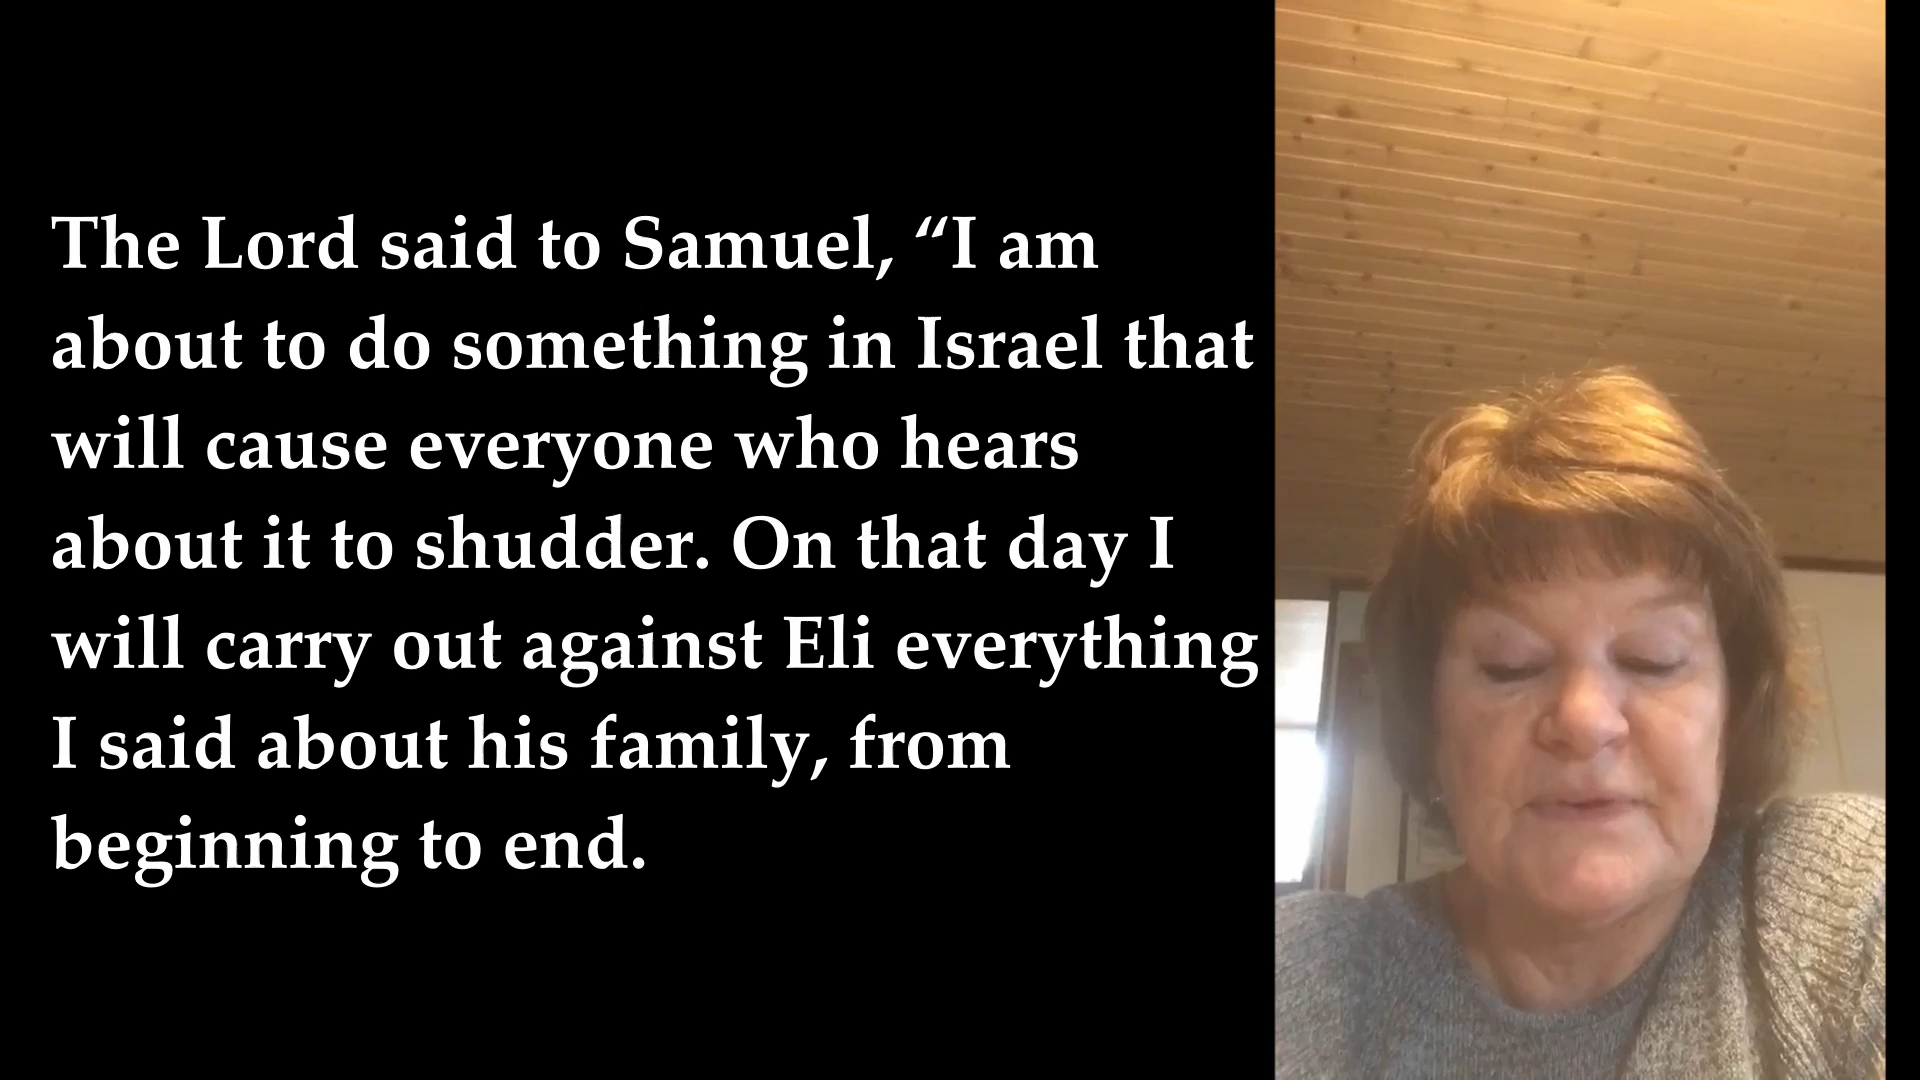 The Lord said to Samuel, “I am
about to do something in Israel that
will cause everyone who hears
about it to shudder. On that day I
will carry out against Eli everything
I said about his family, from
beginning to end.